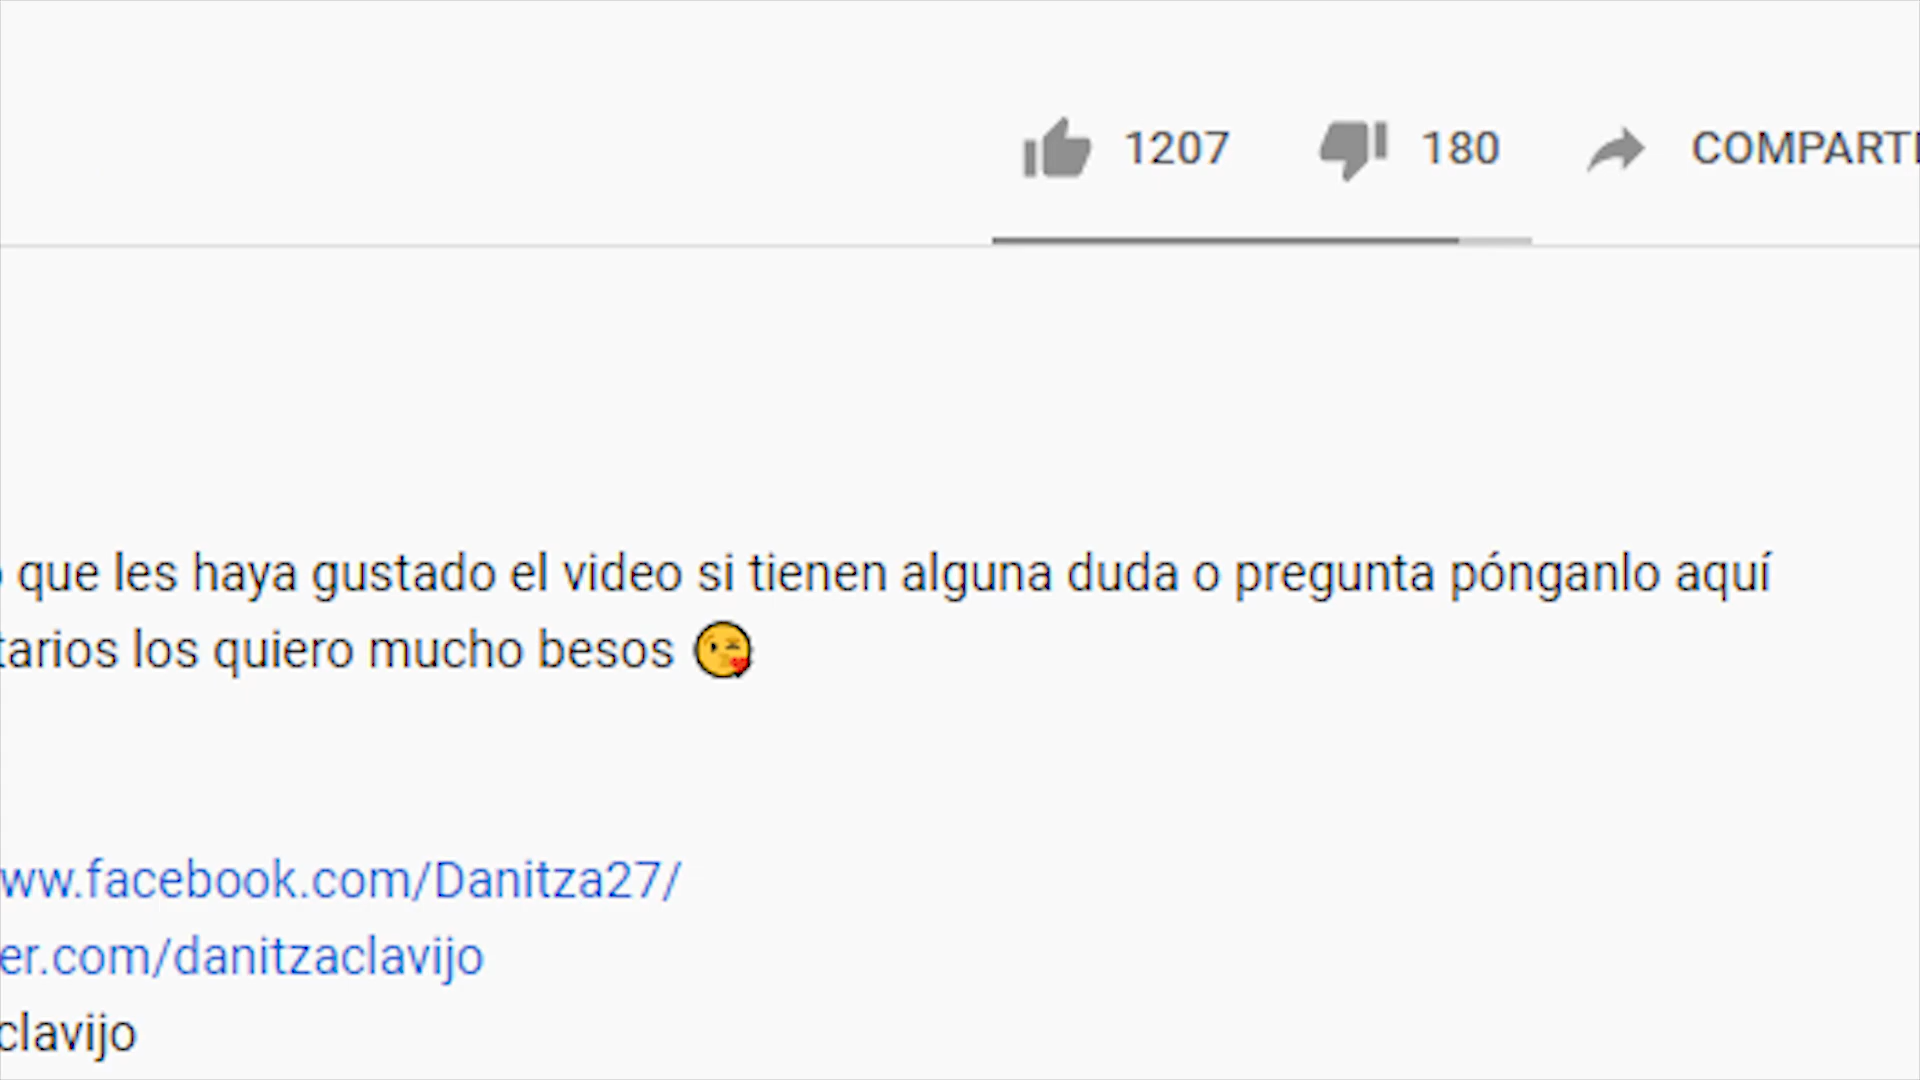 1207 180 COMPARTI
que les haya gustado el video si tienen alguna duda o pregunta pónganlo aquí
tarios los quiero mucho besos 😘
ww.facebook.com/Danitza27/
er.com/danitzaclavijo
clavijo